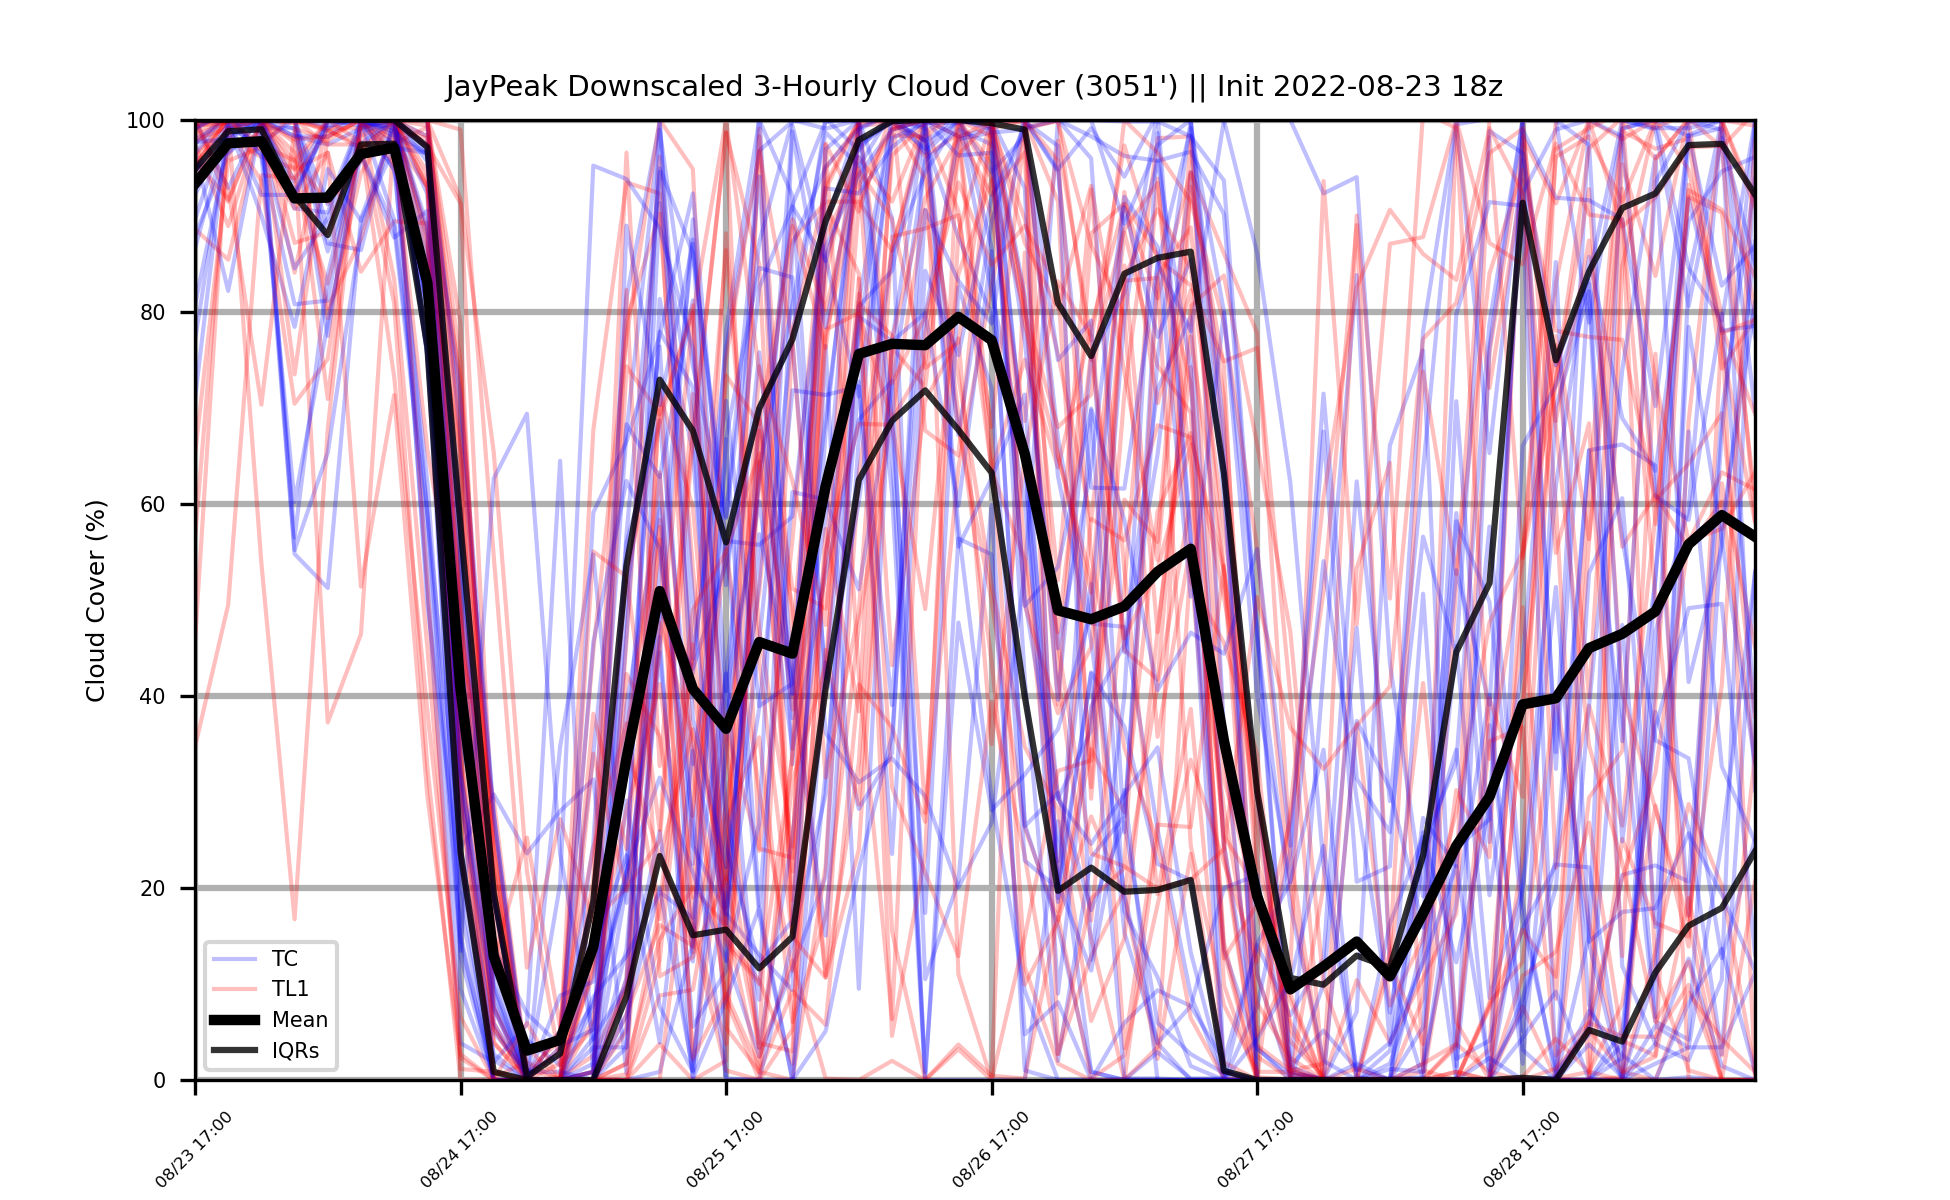 JayPeak Downscaled 3-Hourly Cloud Cover (3051') || Init 2022-08-23 18z
Cloud Cover (%)
100
80
60
40
20
0
TC
TL1
Mean
IQRs
08/23 17:00
08/24 17:00
08/25 17:00
08/26 17:00
08/27 17:00
08/28 17:00